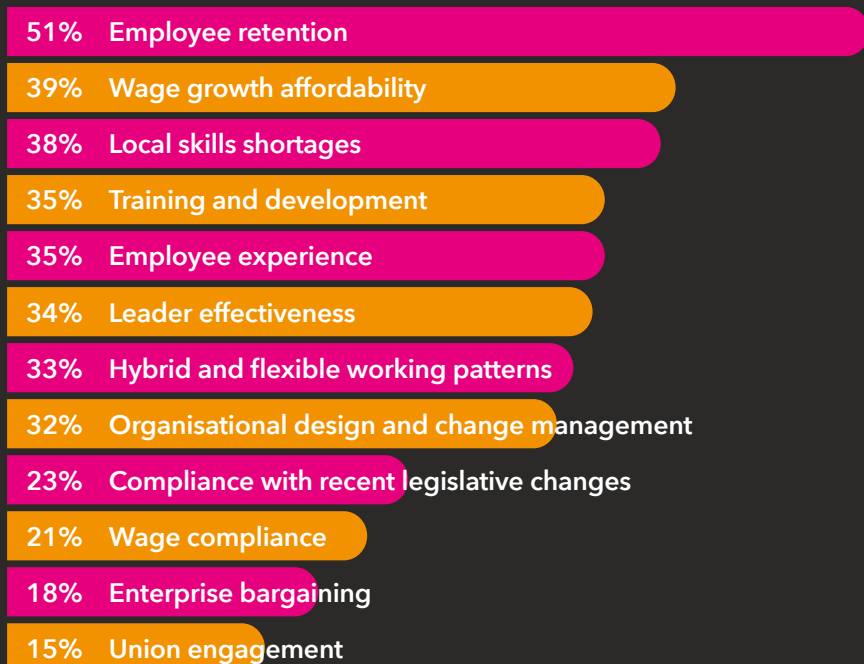 51% Employee retention
39% Wage growth affordability
38% Local skills shortages
35% Training and development
35% Employee experience
34% Leader effectiveness
33% Hybrid and flexible working patterns
32% Organisational design and change management
23% Compliance with recent legislative changes
21% Wage compliance
18% Enterprise bargaining
15% Union engagement